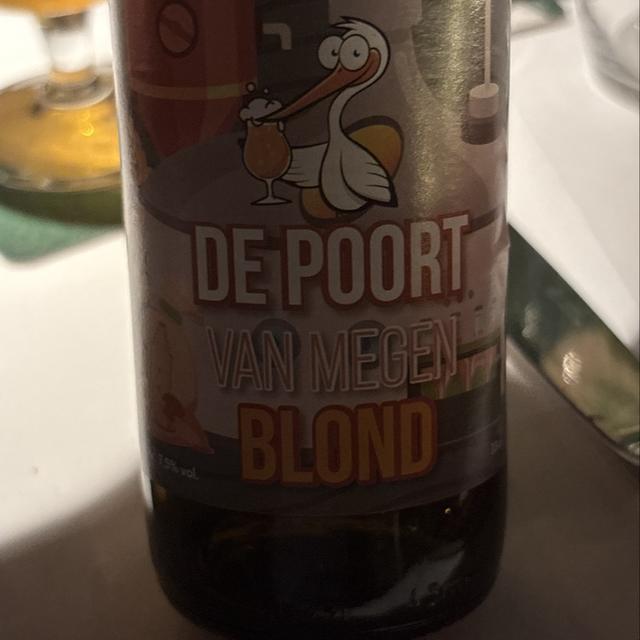 DE POORT
VAN MEGEN
BLOND